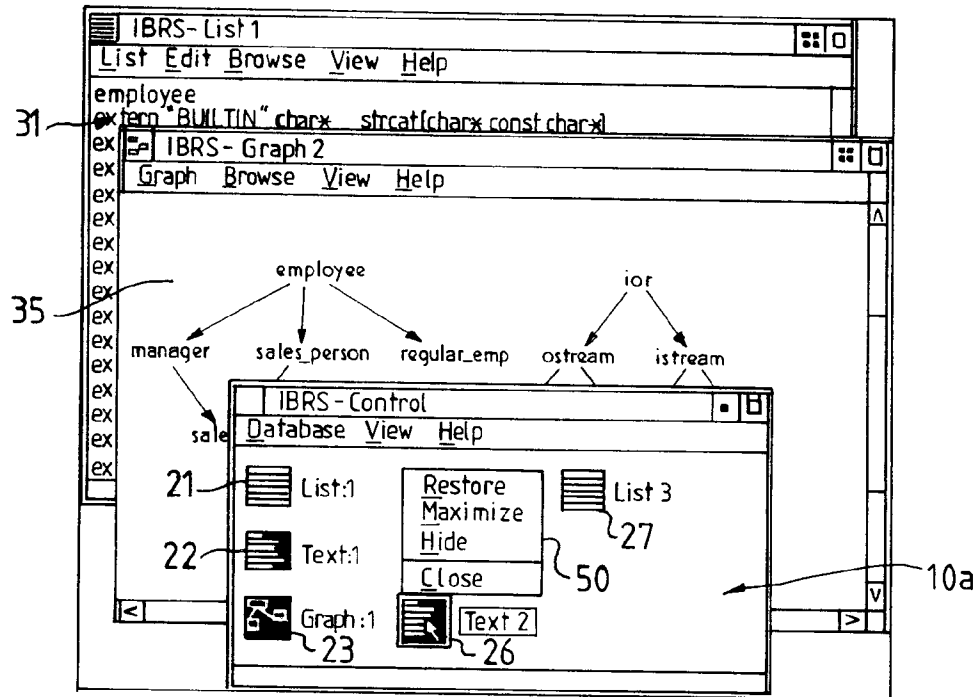 IBRS-List 1
List Edit Browse View Help
employee
extern "BUILTIN" char* strcat(char* const char*)
31
IBRS-Graph 2
Graph Browse View Help
ex
ex
ex
ex
ex
ex
ex
ex
ex
ex
ex
ex
ex
ex
35
employee
ior
manager sales_person regular_emp ostream istream
sale
IBRS-Control
Database View Help
21 List:1
22 Text:1
23 Graph:1
Restore
Maximize
Hide
Close
50
26 Text 2
27 List 3
10a